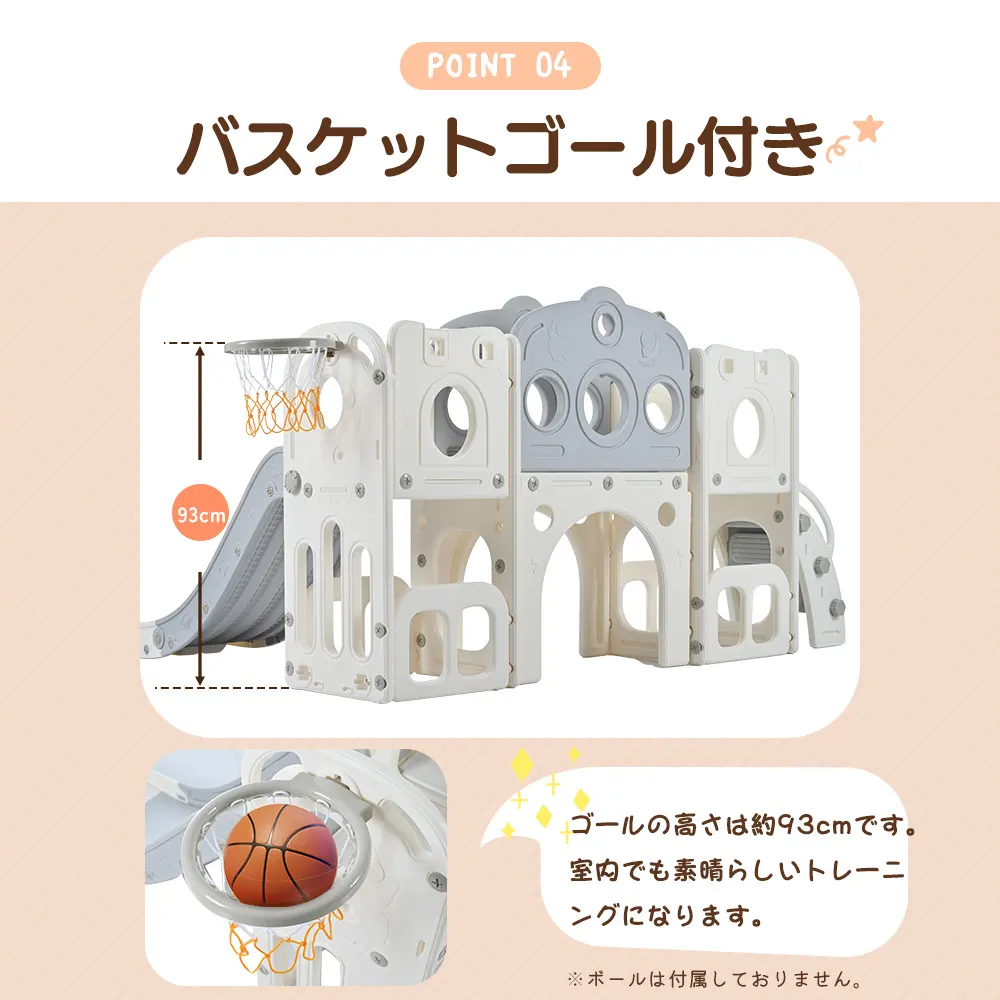 POINT 04
バスケットゴール付き
93cm
ゴールの高さは約93cmです。
室内でも素晴らしいトレーニ
ングになります。
※ボールは付属しておりません。